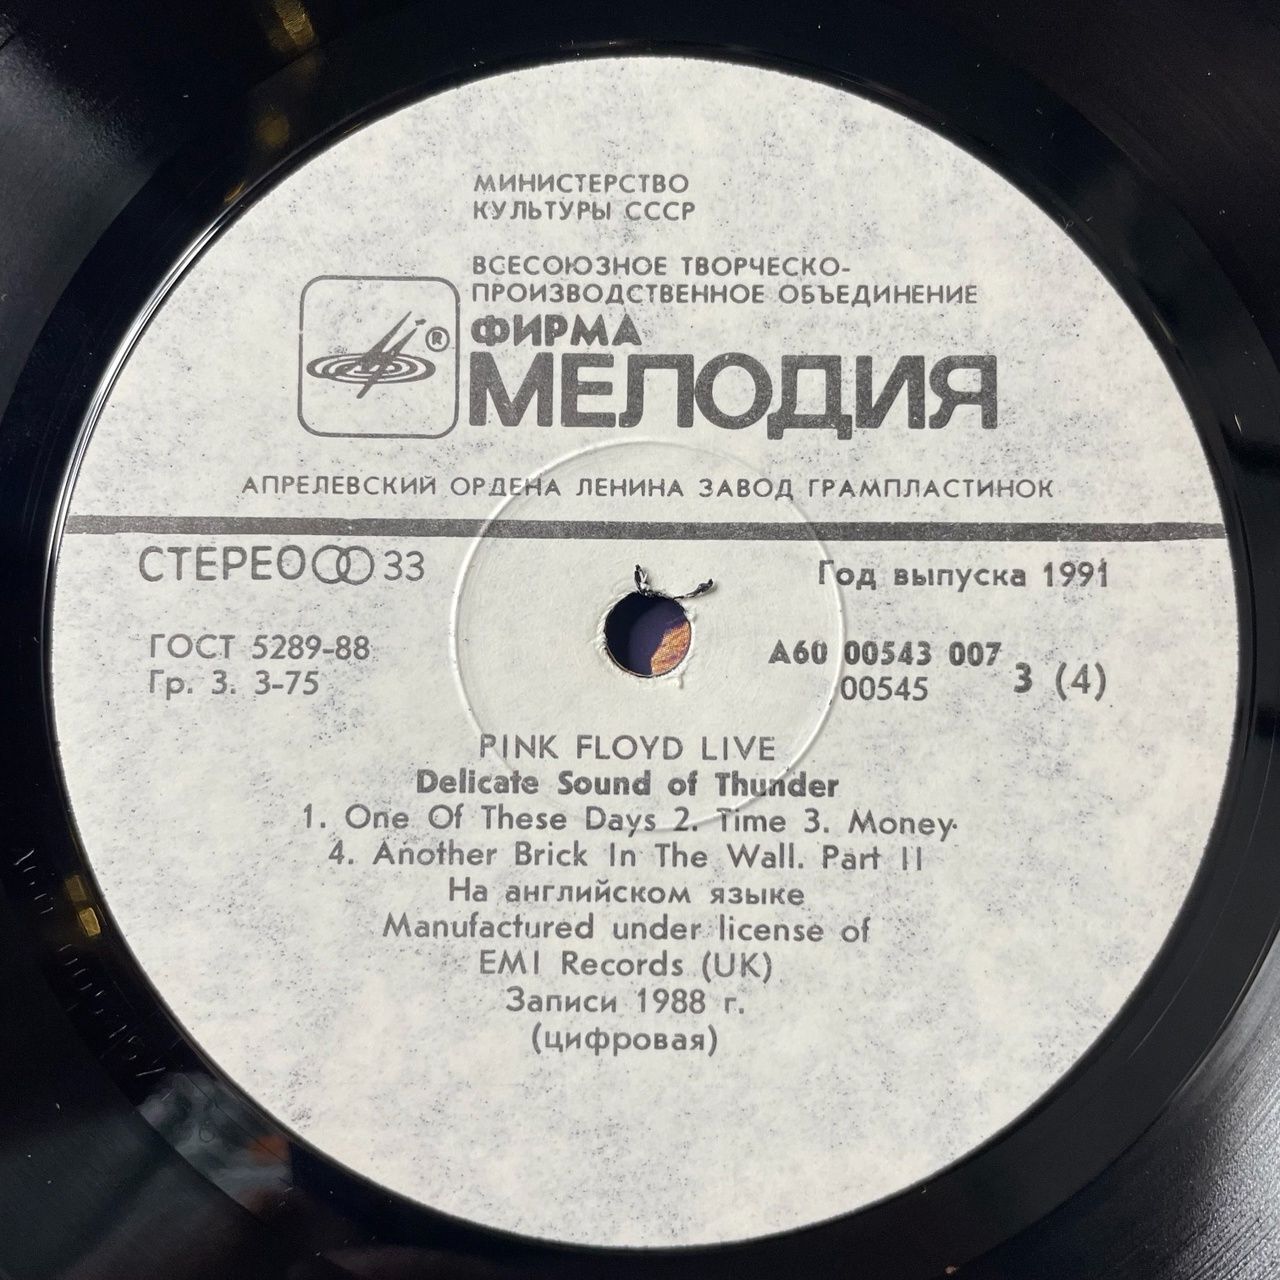 МИНИСТЕРСТВО
КУЛЬТУРЫ СССР
ВСЕСОЮЗНОЕ ТВОРЧЕСКО-
ПРОИЗВОДСТВЕННОЕ ОБЪЕДИНЕНИЕ
ФИРМА
МЕЛОДИЯ
®
АПРЕЛЕВСКИЙ ОРДЕНА ЛЕНИНА ЗАВОД ГРАМПЛАСТИНОК
СТЕРЕО 33
Год выпуска 1991
ГОСТ 5289-88
Гр. 3. 3-75
А60 00543 007
00545
3 (4)
PINK FLOYD LIVE
Delicate Sound of Thunder
1. One Of These Days 2. Time 3. Money
4. Another Brick In The Wall. Part II
На английском языке
Manufactured under license of
EMI Records (UK)
Записи 1988 г.
(цифровая)